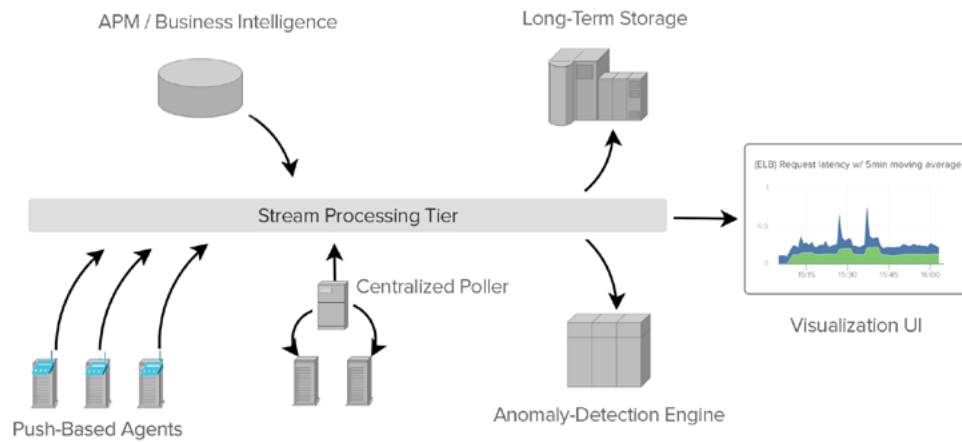 APM / Business Intelligence
Long-Term Storage
(ELB) Request latency w/ 5min moving average
1
0.5
0
15:15
15:30
15:45
16:00
Stream Processing Tier
Centralized Poller
Visualization UI
Push-Based Agents
Anomaly-Detection Engine